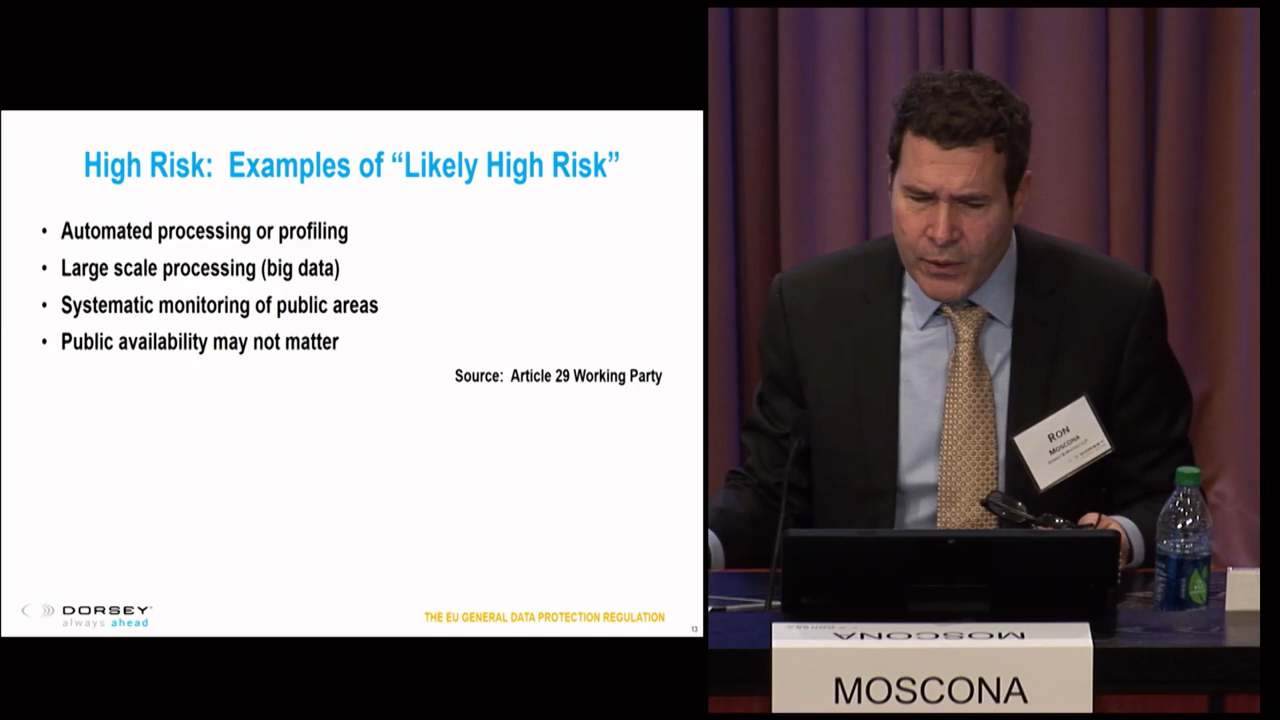 High Risk: Examples of “Likely High Risk”
• Automated processing or profiling
• Large scale processing (big data)
• Systematic monitoring of public areas
• Public availability may not matter
Source: Article 29 Working Party
DORSEY
always ahead
THE EU GENERAL DATA PROTECTION REGULATION
13
RON
MOSCONA
MOSCONA
MOSCONA